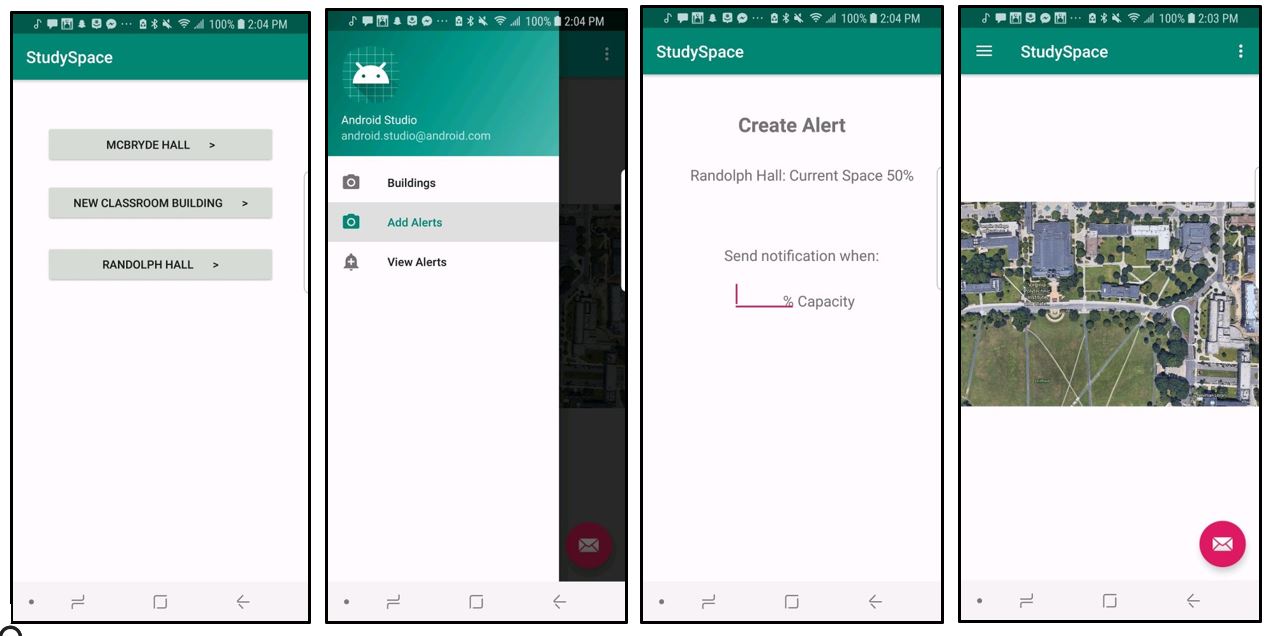 100% 2:04 PM
StudySpace
MCBRYDE HALL >
NEW CLASSROOM BUILDING >
RANDOLPH HALL >
100% 2:04 PM
Android Studio
android.studio@android.com
Buildings
Add Alerts
View Alerts
100% 2:04 PM
StudySpace
Create Alert
Randolph Hall: Current Space 50%
Send notification when:
% Capacity
100% 2:03 PM
StudySpace